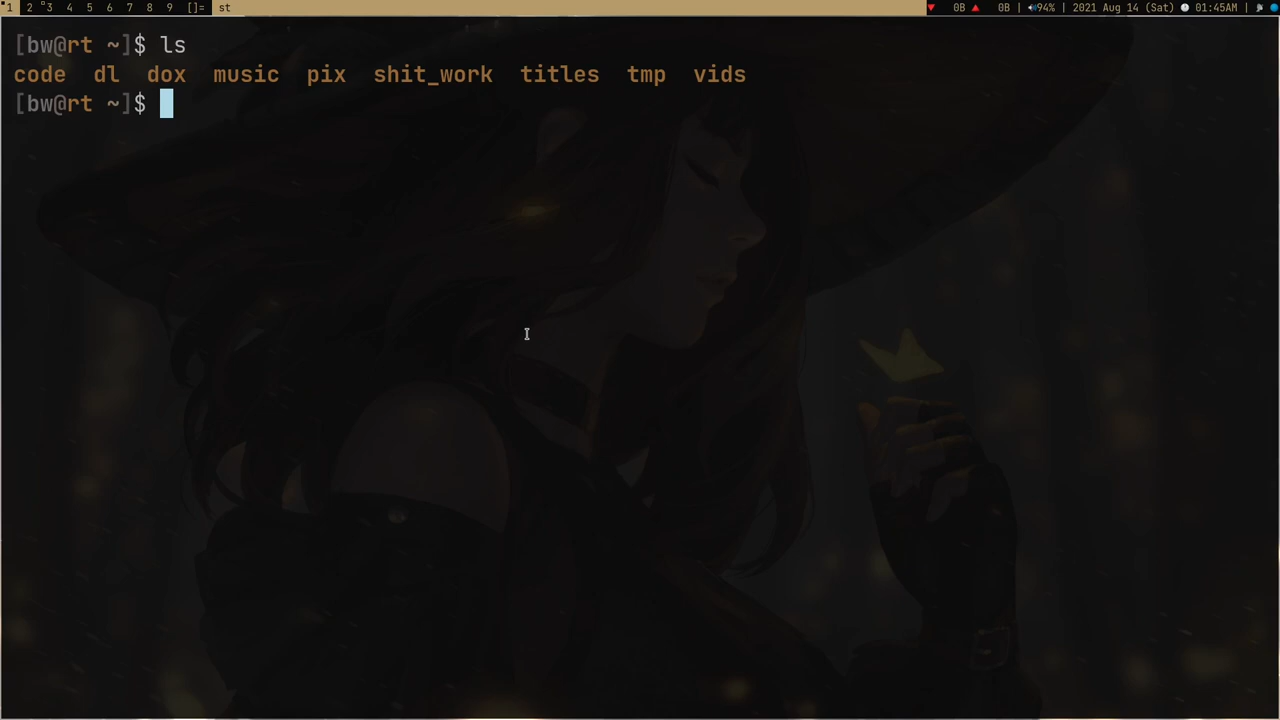 1 2 3 4 5 6 7 8 9 []= st 0B 0B | 94% | 2021 Aug 14 (Sat) 01:45AM |
[bw@rt ~]$ ls
code dl dox music pix shit_work titles tmp vids
[bw@rt ~]$